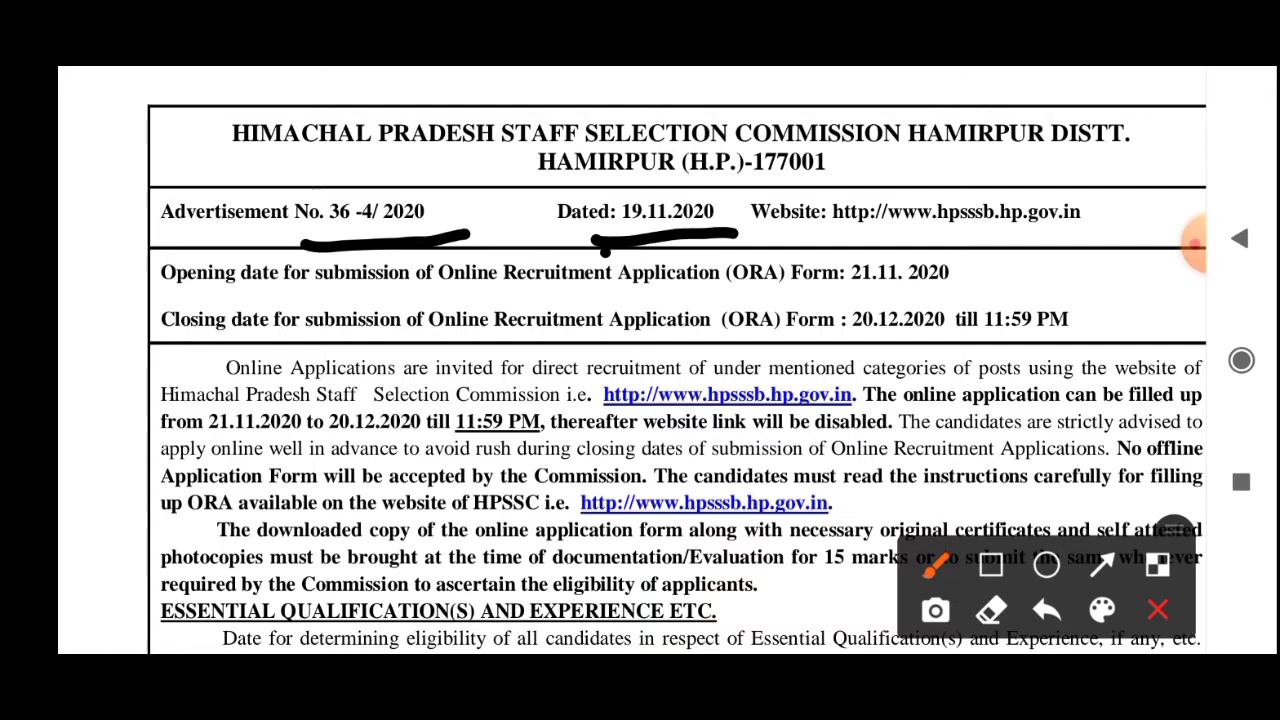 HIMACHAL PRADESH STAFF SELECTION COMMISSION HAMIRPUR DISTT.
HAMIRPUR (H.P.)-177001
Advertisement No. 36 -4/ 2020 Dated: 19.11.2020 Website: http://www.hpsssb.hp.gov.in
Opening date for submission of Online Recruitment Application (ORA) Form: 21.11. 2020
Closing date for submission of Online Recruitment Application (ORA) Form : 20.12.2020 till 11:59 PM
Online Applications are invited for direct recruitment of under mentioned categories of posts using the website of
Himachal Pradesh Staff Selection Commission i.e. http://www.hpsssb.hp.gov.in. The online application can be filled up
from 21.11.2020 to 20.12.2020 till 11:59 PM, thereafter website link will be disabled. The candidates are strictly advised to
apply online well in advance to avoid rush during closing dates of submission of Online Recruitment Applications. No offline
Application Form will be accepted by the Commission. The candidates must read the instructions carefully for filling
up ORA available on the website of HPSSC i.e. http://www.hpsssb.hp.gov.in.
The downloaded copy of the online application form along with necessary original certificates and self attested
photocopies must be brought at the time of documentation/Evaluation for 15 marks or to submit the same
required by the Commission to ascertain the eligibility of applicants.
ESSENTIAL QUALIFICATION(S) AND EXPERIENCE ETC.
Date for determining eligibility of all candidates in respect of Essential Qualification(s) and Experience, if any, etc.